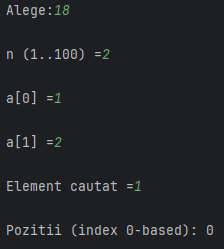 Alege:18
n (1..100) =2
a[0] =1
a[1] =2
Element cautat =1
Pozitii (index 0-based): 0